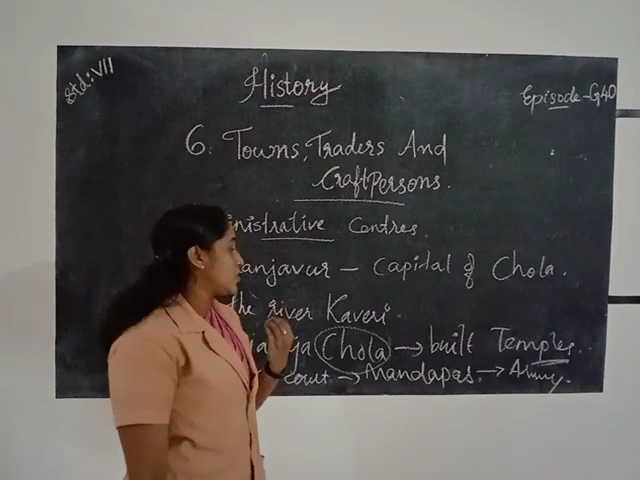 Std: VII
History
Episode-G40
6. Towns, Traders And
CraftPersons.
inistrative Centres.
anjavur - Capital of Chola.
the river Kaveri
ja Chola → built Temples.
court → Mandapas. → Army.